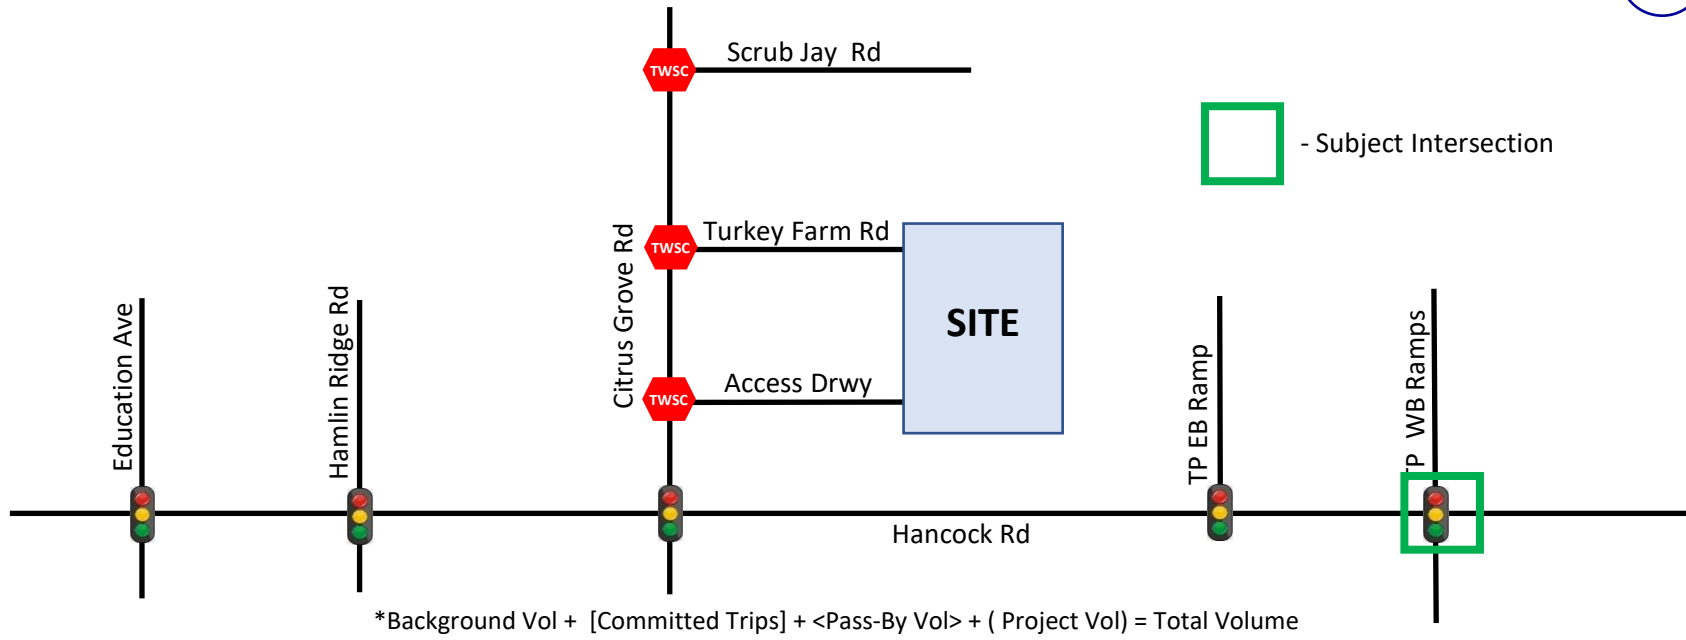 Scrub Jay Rd
TWSC
- Subject Intersection
Turkey Farm Rd
TWSC
Citrus Grove Rd
SITE
Access Drwy
TWSC
Education Ave
Hamlin Ridge Rd
TP EB Ramp
TP WB Ramps
Hancock Rd
*Background Vol + [Committed Trips] + <Pass-By Vol> + ( Project Vol) = Total Volume